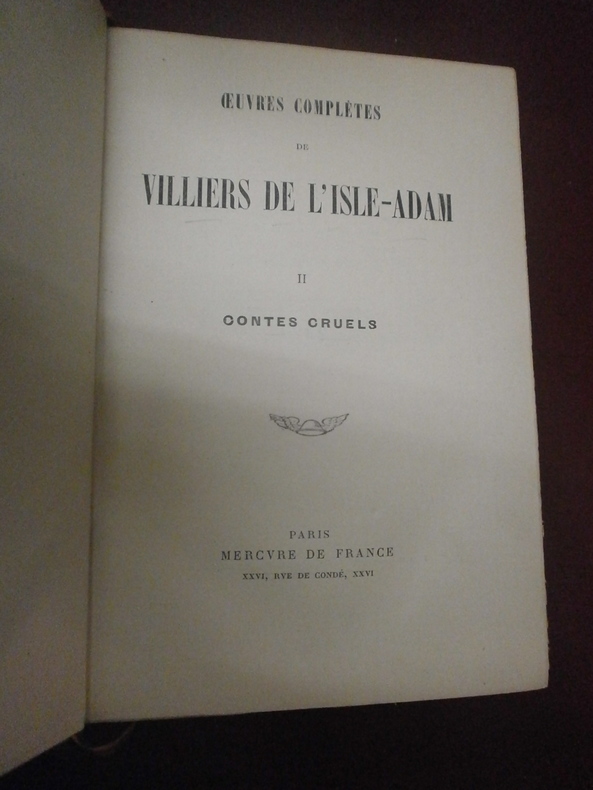 ŒUVRES COMPLÈTES
DE
VILLIERS DE L'ISLE-ADAM
II
CONTES CRUELS
PARIS
MERCVRE DE FRANCE
XXVI, RVE DE CONDÉ, XXVI